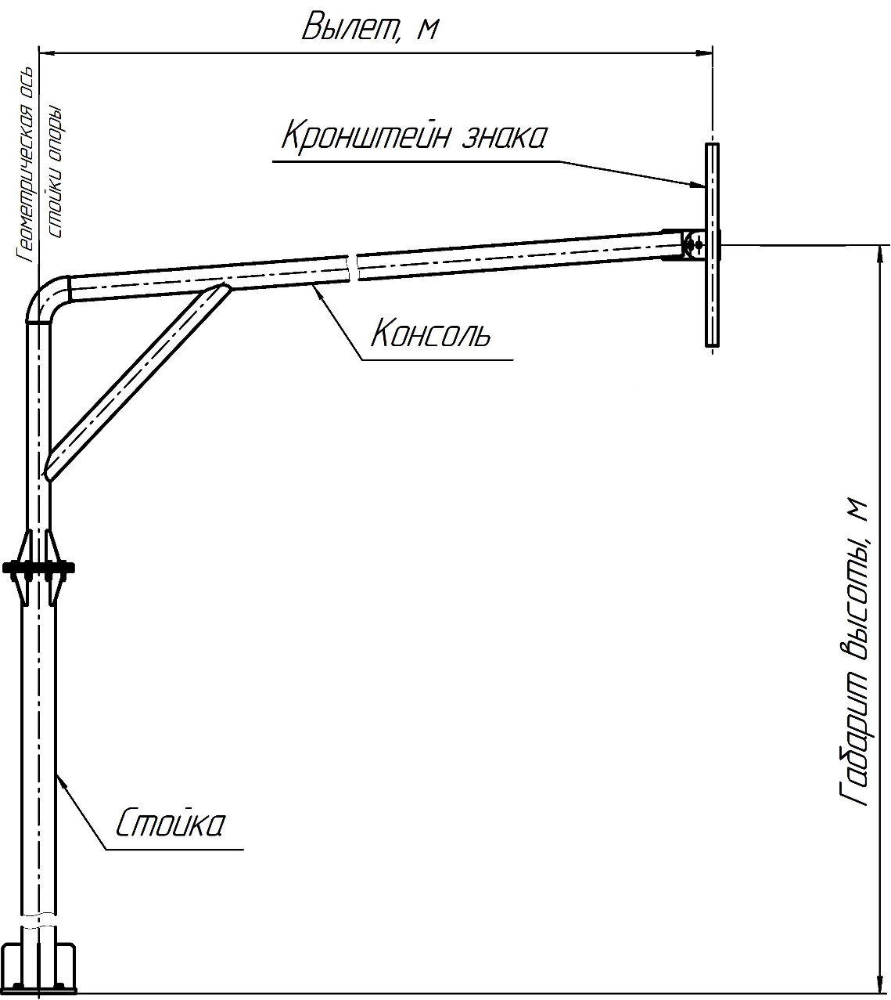 Вылет, м
Геометрическая ось
стойки опоры
Кронштейн знака
Консоль
Габарит высоты, м
Стойка